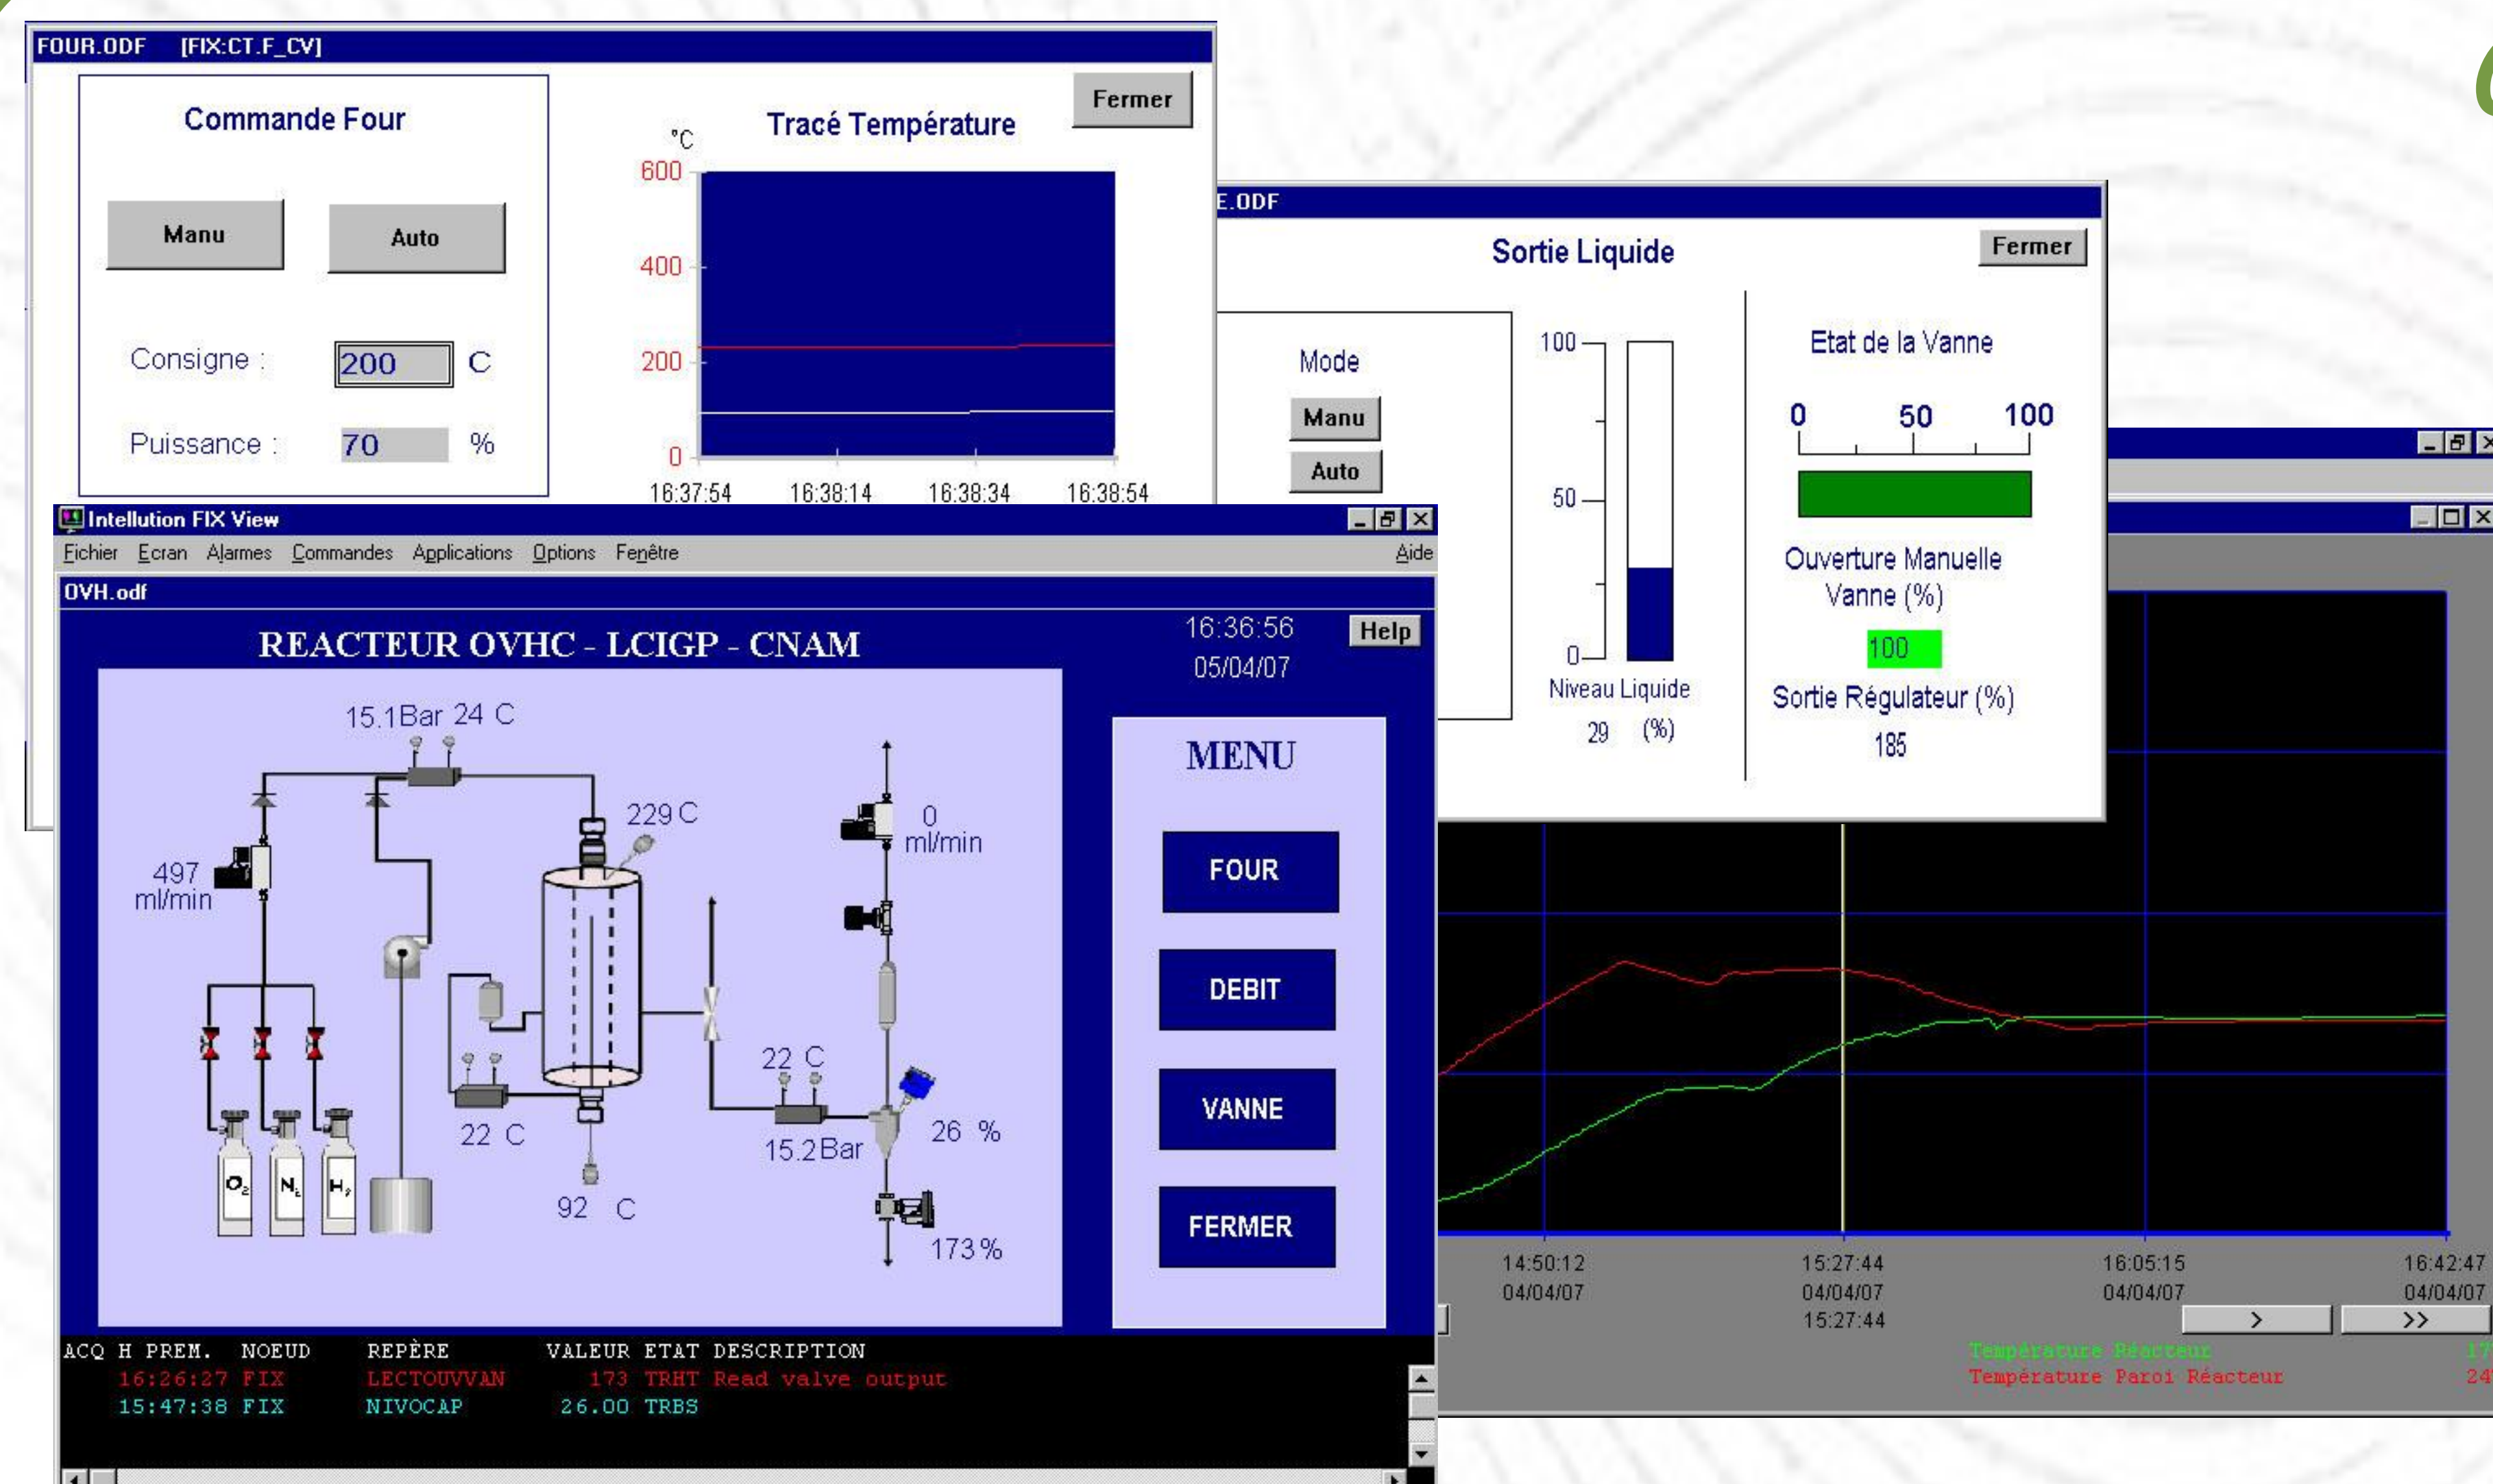 FOUR.ODF [FIX:CT.F_CV]
Commande Four
Manu
Auto
Consigne : 200 C
Puissance : 70 %
Tracé Température
Fermer
°C
600
400
200
0
16:37:54 16:38:14 16:38:34 16:38:54
E.ODF
Sortie Liquide
Fermer
Mode
Manu
Auto
100
50
0
Niveau Liquide
29 (%)
Etat de la Vanne
0 50 100
Ouverture Manuelle
Vanne (%)
100
Sortie Régulateur (%)
185
Intellution FIX View
Fichier Ecran Alarmes Commandes Applications Options Fenêtre Aide
OVH.odf
REACTEUR OVHC - LCIGP - CNAM
16:36:56
05/04/07
Help
15.1 Bar 24 C
229 C
0
ml/min
497
ml/min
22 C
22 C
15.2 Bar
26 %
92 C
173 %
O2
N2
H2
MENU
FOUR
DEBIT
VANNE
FERMER
ACQ H PREM. NOEUD REPÈRE VALEUR ETAT DESCRIPTION
16:26:27 FIX LECTOUVVAN 173 TRHT Read valve output
15:47:38 FIX NIVOCAP 26.00 TRBS
14:50:12 15:27:44 16:05:15 16:42:47
04/04/07 04/04/07 04/04/07 04/04/07
15:27:44
> >>
Température Réacteur
Température Paroi Réacteur